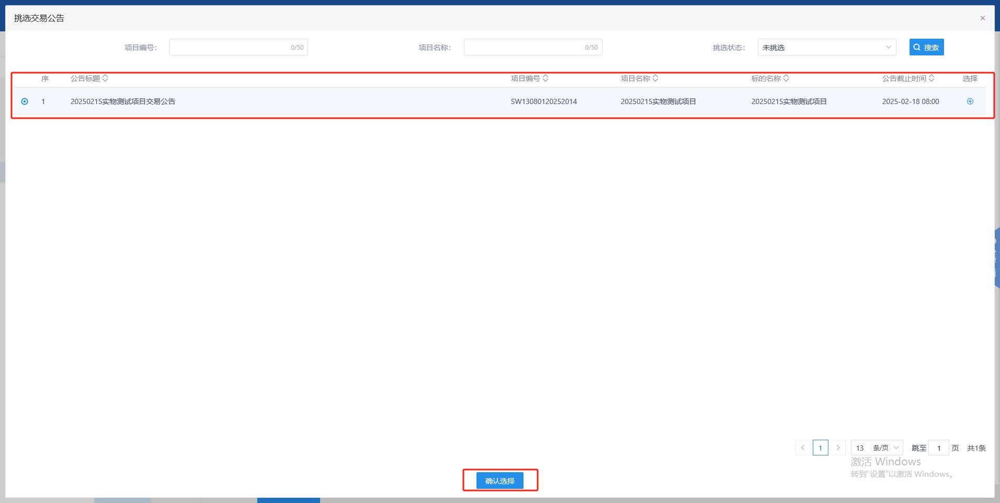 挑选交易公告
项目编号： 0/50 项目名称： 0/50 挑选状态： 未挑选 搜索
序 公告标题 项目编号 项目名称 标的名称 公告截止时间 选择
1 20250215实物测试项目交易公告 SW13080120252014 20250215实物测试项目 20250215实物测试项目 2025-02-18 08:00
1 13 条/页 跳至 1 页 共1条
激活 Windows
转到“设置”以激活 Windows。
确认选择